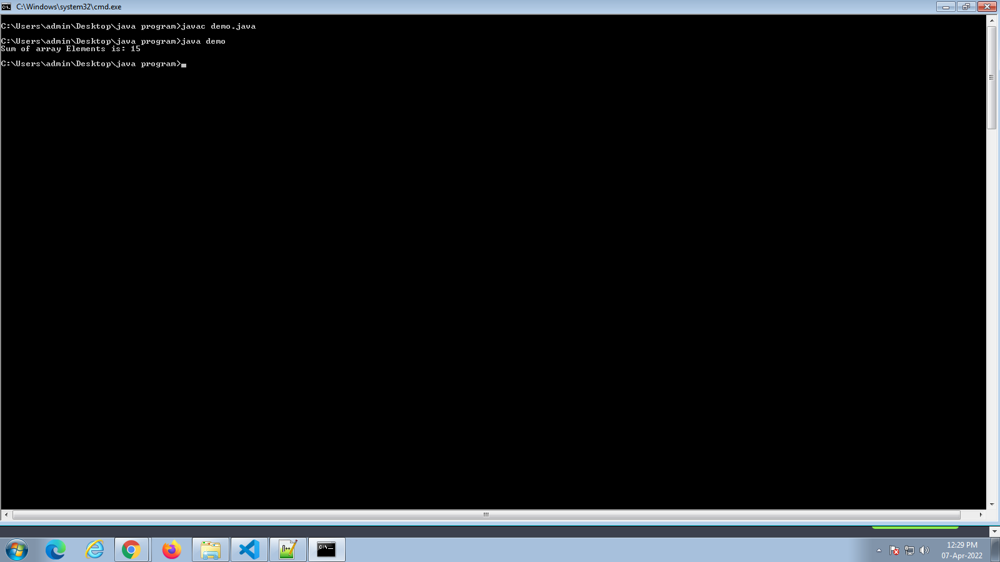 C:\Windows\system32\cmd.exe
C:\Users\admin\Desktop\java program>javac demo.java
C:\Users\admin\Desktop\java program>java demo
Sum of array Elements is: 15
C:\Users\admin\Desktop\java program>
12:29 PM
07-Apr-2022